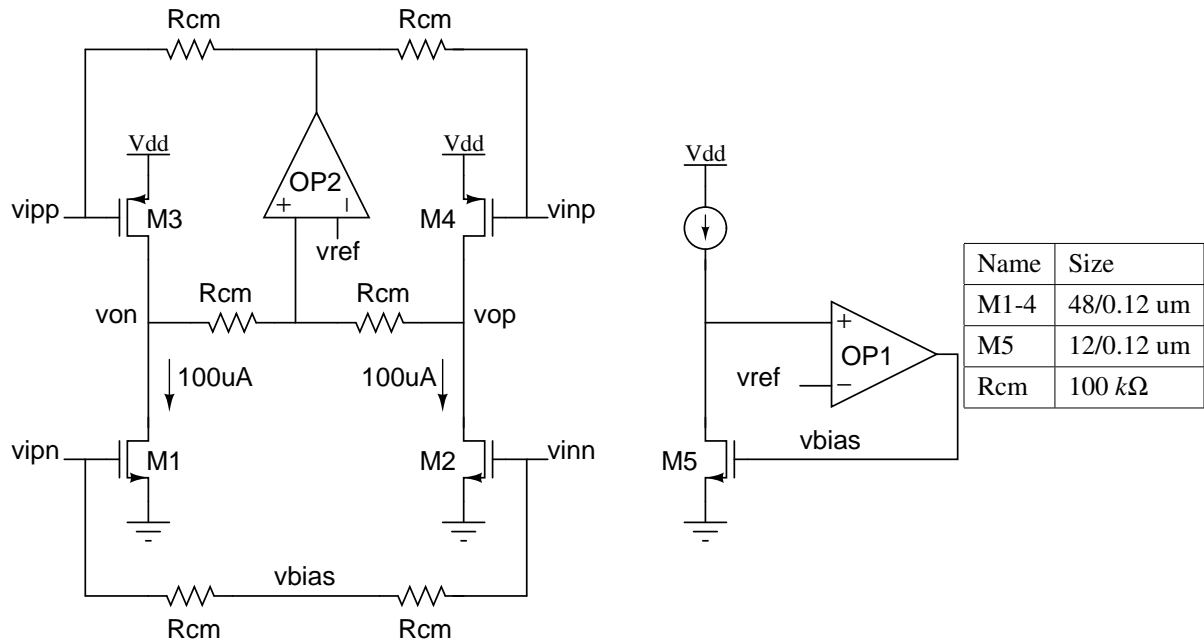 Rcm Rcm
Vdd Vdd
Vdd
OP2
vipp M3 + − M4 vinp
vref
Rcm Rcm
von vop
100uA 100uA
+
OP1
vref −
vbias
vipn M1 M2 vinn M5
vbias
Rcm Rcm
Name Size
M1-4 48/0.12 um
M5 12/0.12 um
Rcm 100 kΩ